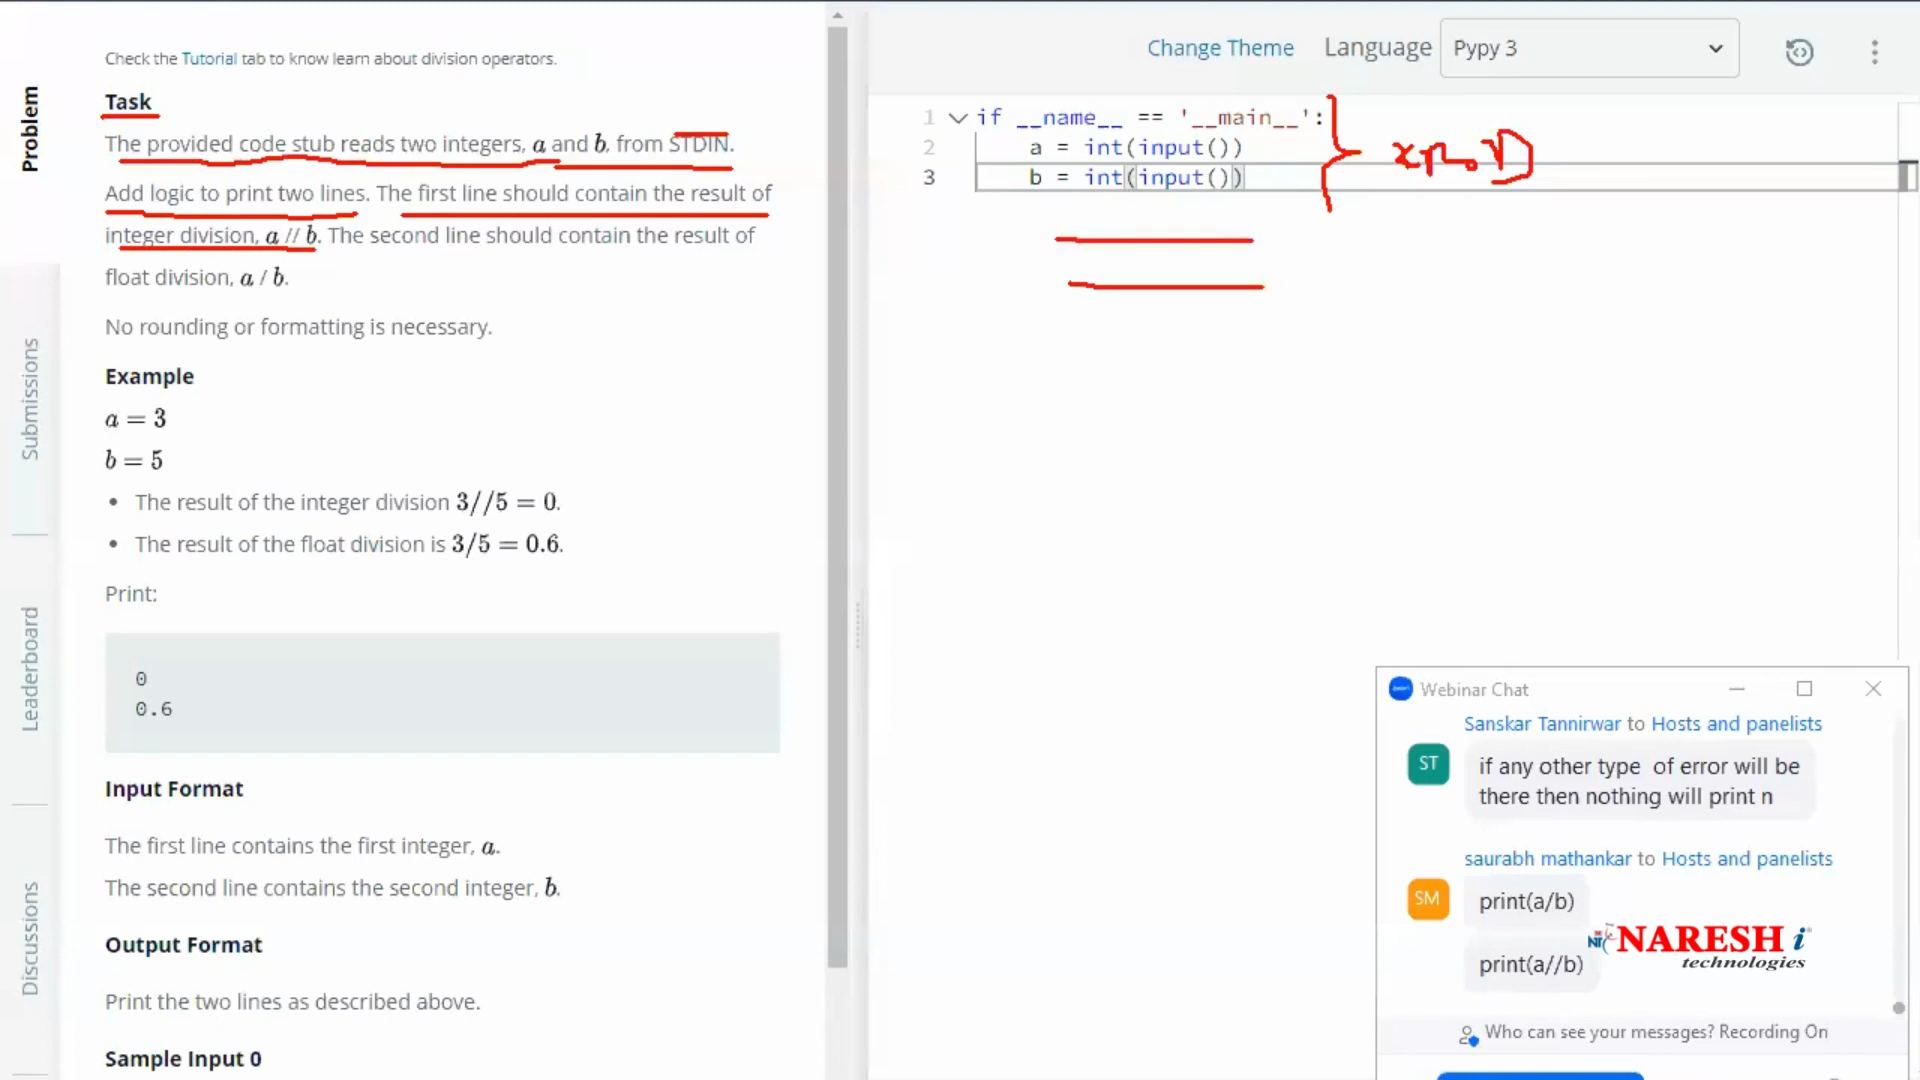 Problem
Submissions
Leaderboard
Discussions
Check the Tutorial tab to know learn about division operators.
Task
The provided code stub reads two integers, a and b, from STDIN.
Add logic to print two lines. The first line should contain the result of
integer division, a // b. The second line should contain the result of
float division, a / b.
No rounding or formatting is necessary.
Example
a = 3
b = 5
• The result of the integer division 3//5 = 0.
• The result of the float division is 3/5 = 0.6.
Print:
0
0.6
Input Format
The first line contains the first integer, a.
The second line contains the second integer, b.
Output Format
Print the two lines as described above.
Sample Input 0
Change Theme Language Pypy 3
1 if __name__ == '__main__':
2 a = int(input())
3 b = int(input())
Webinar Chat
Sanskar Tannirwar to Hosts and panelists
ST
if any other type of error will be
there then nothing will print n
saurabh mathankar to Hosts and panelists
SM
print(a/b)
print(a//b)
NARESH i
technologies
Who can see your messages? Recording On